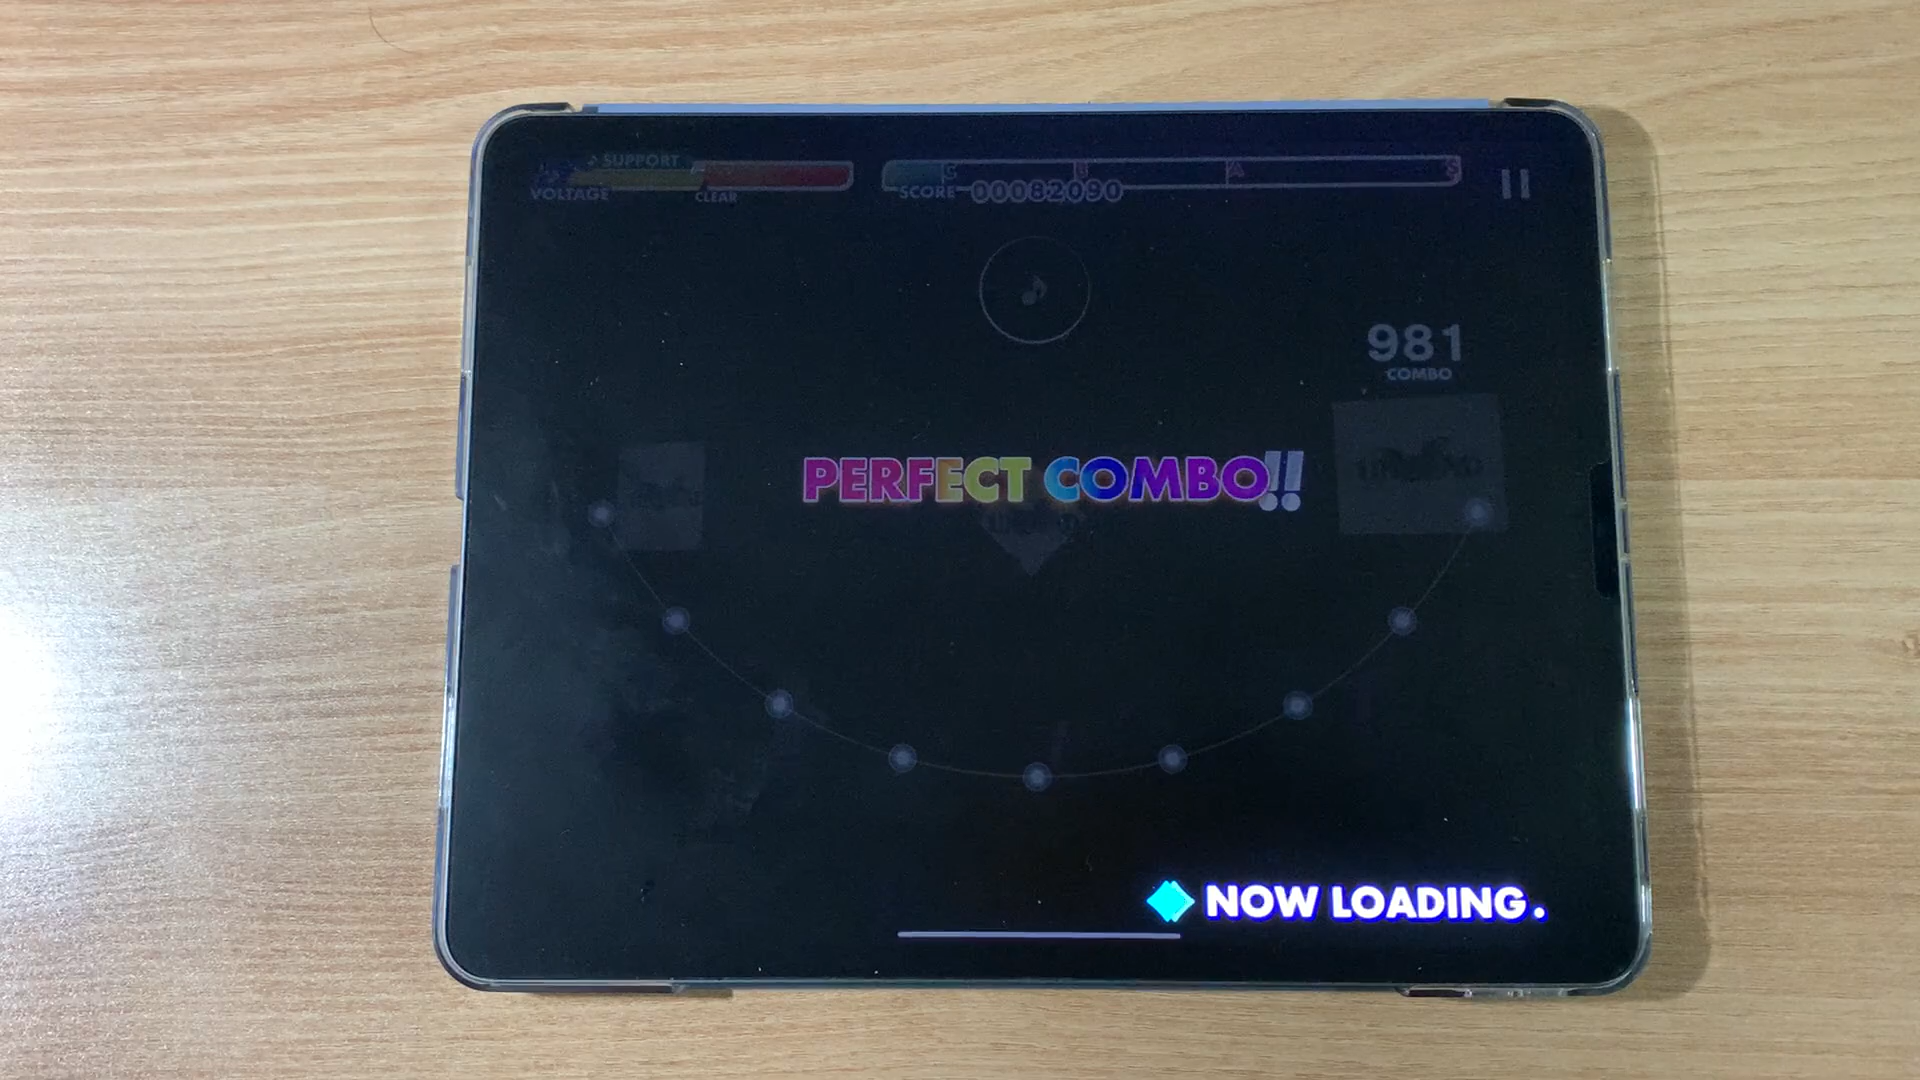 SUPPORT
VOLTAGE
CLEAR
C B A S
SCORE 00082090
981
COMBO
PERFECT COMBO!!
NOW LOADING.